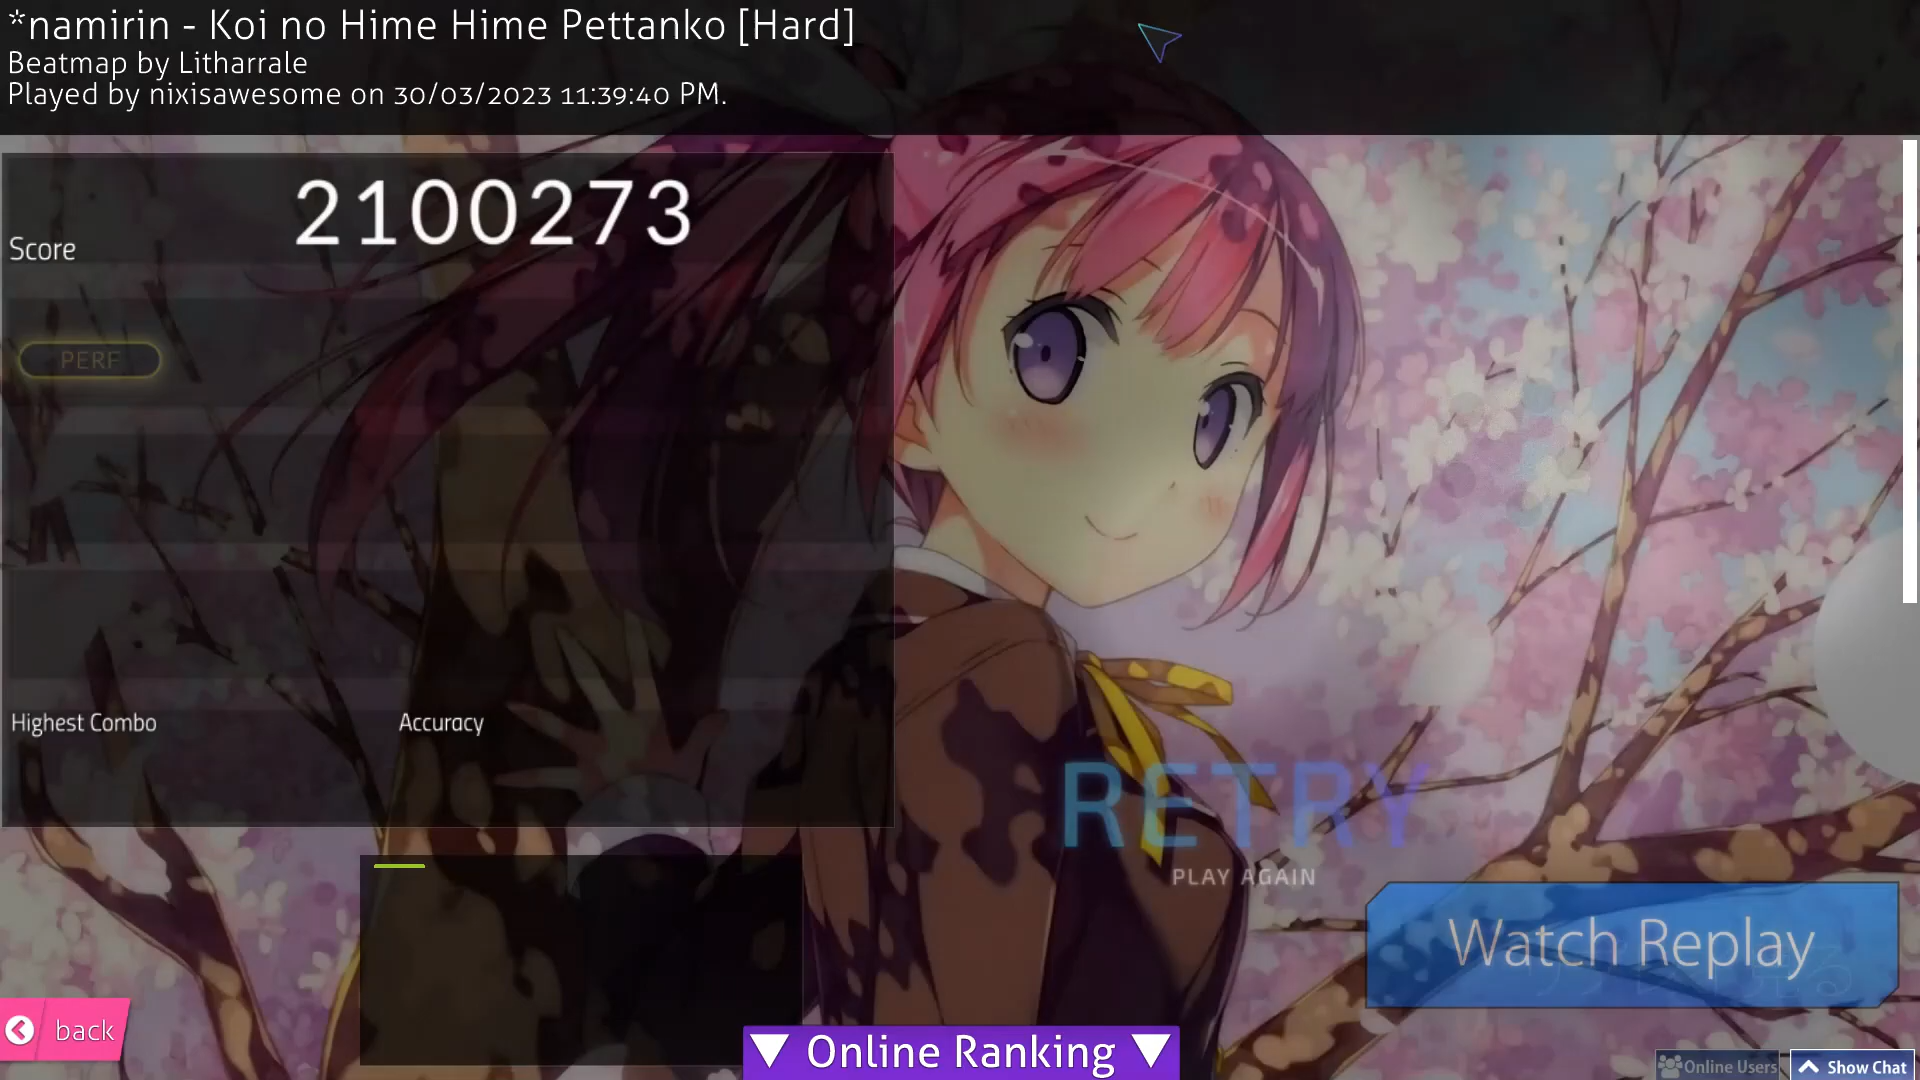 *namirin - Koi no Hime Hime Pettanko [Hard]
Beatmap by Litharrale
Played by nixisawesome on 30/03/2023 11:39:40 PM.
Score 2100273
PERF
Highest Combo Accuracy
RETRY
PLAY AGAIN
Watch Replay
back
Online Ranking
Online Users Show Chat